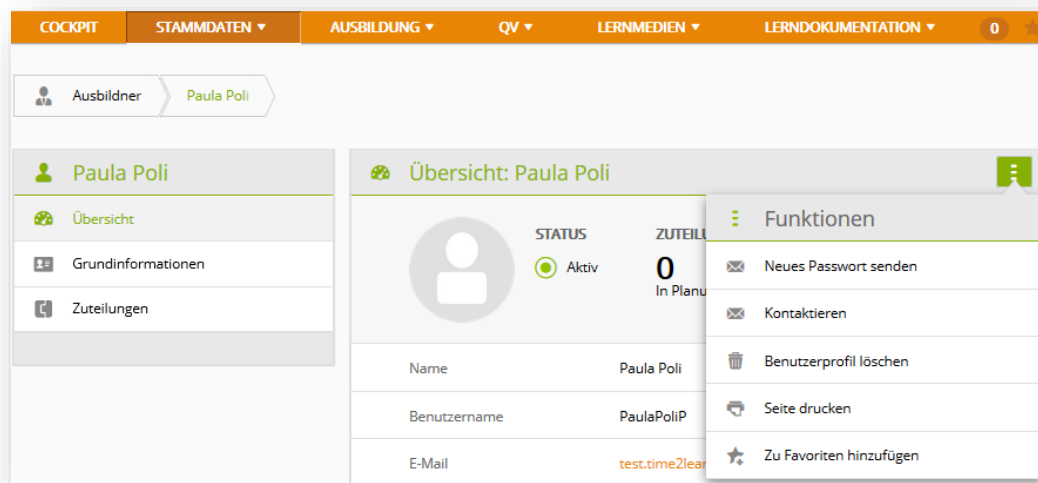 COCKPIT
STAMMDATEN
AUSBILDUNG
QV
LERNMEDIEN
LERNDOKUMENTATION
0
Ausbildner
Paula Poli
Paula Poli
Übersicht
Grundinformationen
Zuteilungen
Übersicht: Paula Poli
STATUS
Aktiv
0
In
Name
Paula Poli
Benutzername
PaulaPoliP
E-Mail
Funktionen
Neues Passwort senden
Kontaktieren
Benutzerprofil löschen
Seite drucken
Zu Favoriten hinzufügen